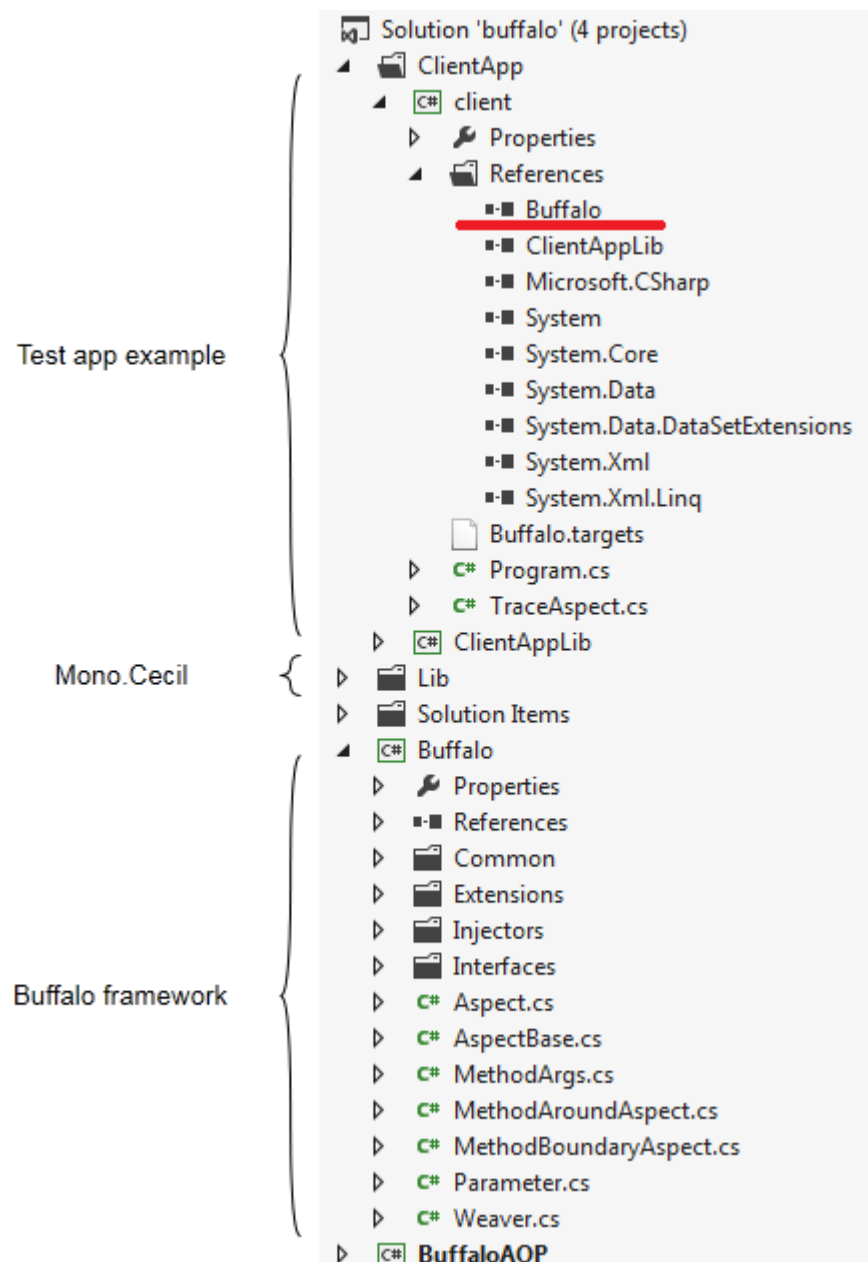 Solution 'buffalo' (4 projects)
ClientApp
C# client
Properties
References
Buffalo
ClientAppLib
Microsoft.CSharp
System
Test app example
System.Core
System.Data
System.Data.DataSetExtensions
System.Xml
System.Xml.Linq
Buffalo.targets
C# Program.cs
C# TraceAspect.cs
C# ClientAppLib
Mono.Cecil
Lib
Solution Items
C# Buffalo
Properties
References
Common
Extensions
Injectors
Interfaces
Buffalo framework
C# Aspect.cs
C# AspectBase.cs
C# MethodArgs.cs
C# MethodAroundAspect.cs
C# MethodBoundaryAspect.cs
C# Parameter.cs
C# Weaver.cs
C# BuffaloAOP